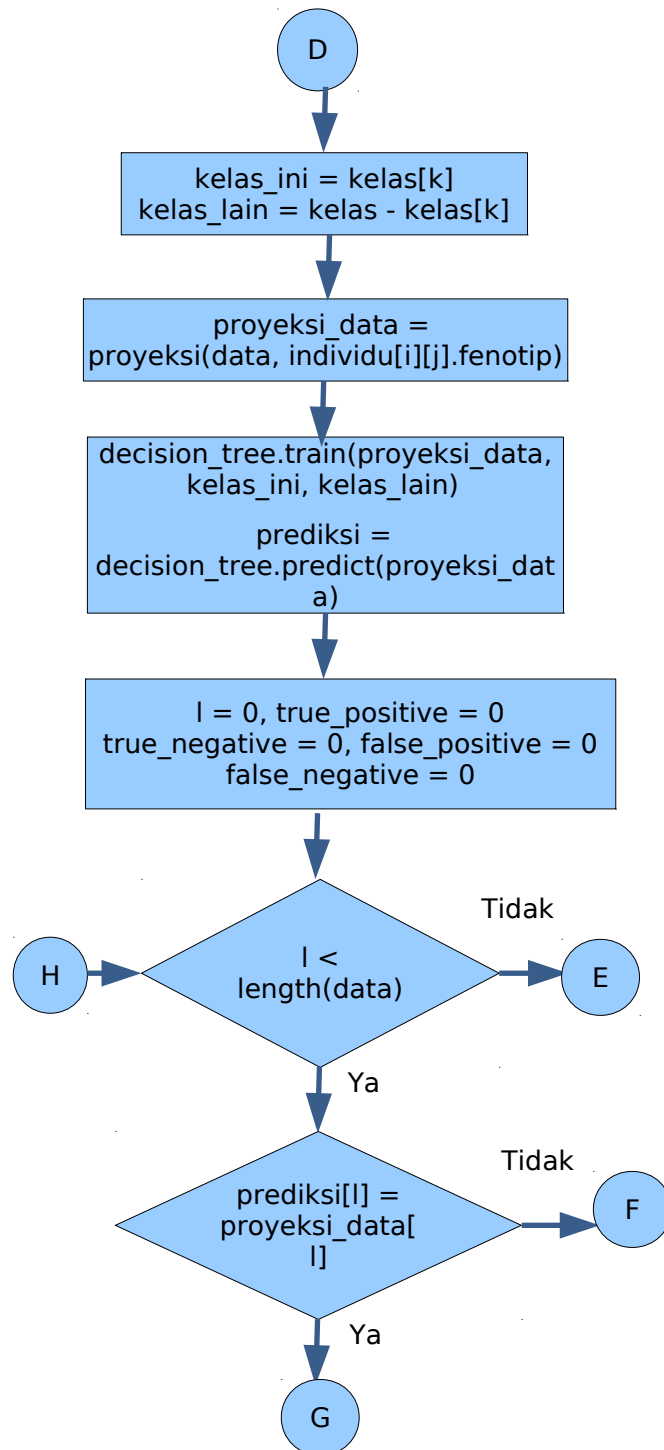 D
kelas_ini = kelas[k]
kelas_lain = kelas - kelas[k]
proyeksi_data =
proyeksi(data, individu[i][j].fenotip)
decision_tree.train(proyeksi_data,
kelas_ini, kelas_lain)
prediksi =
decision_tree.predict(proyeksi_dat
a)
l = 0, true_positive = 0
true_negative = 0, false_positive = 0
false_negative = 0
Tidak
H
l <
length(data)
E
Ya
Tidak
prediksi[l] =
proyeksi_data[
l]
F
Ya
G